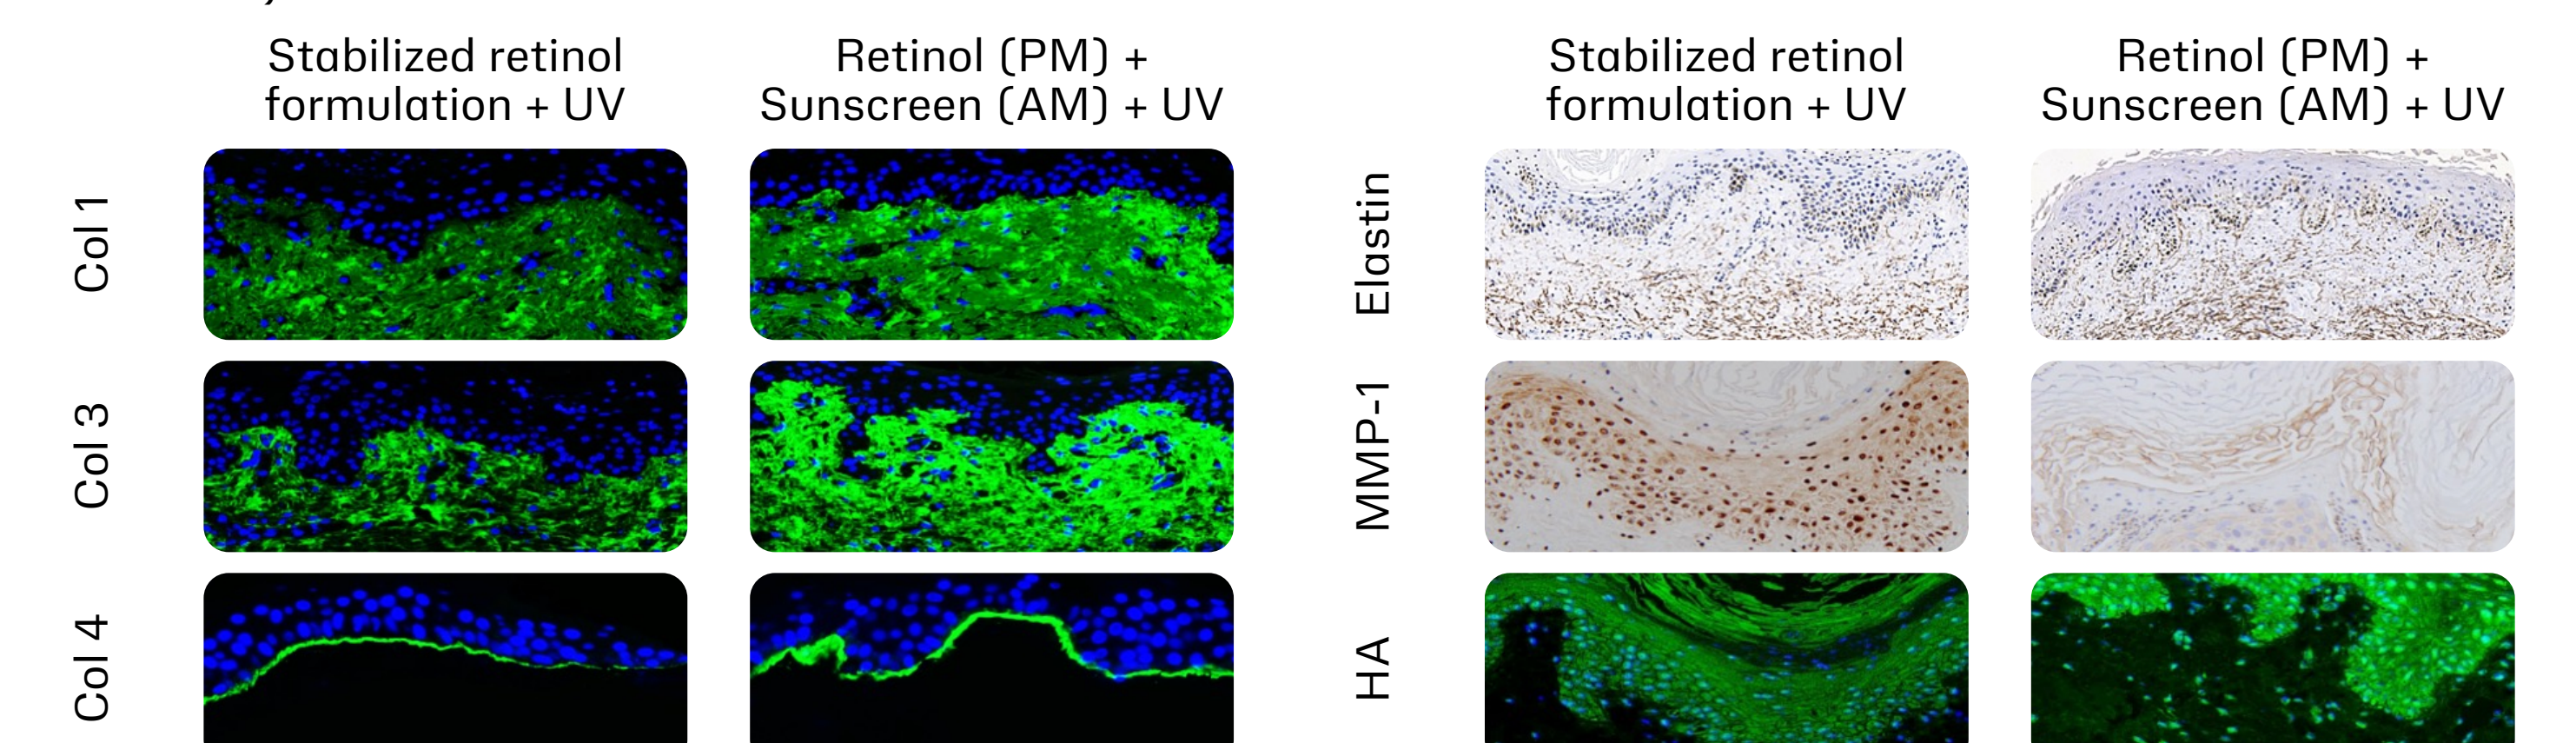 Stabilized retinol
formulation + UV
Retinol (PM) +
Sunscreen (AM) + UV
Col 1
Col 3
Col 4
Stabilized retinol
formulation + UV
Retinol (PM) +
Sunscreen (AM) + UV
Elastin
MMP-1
HA